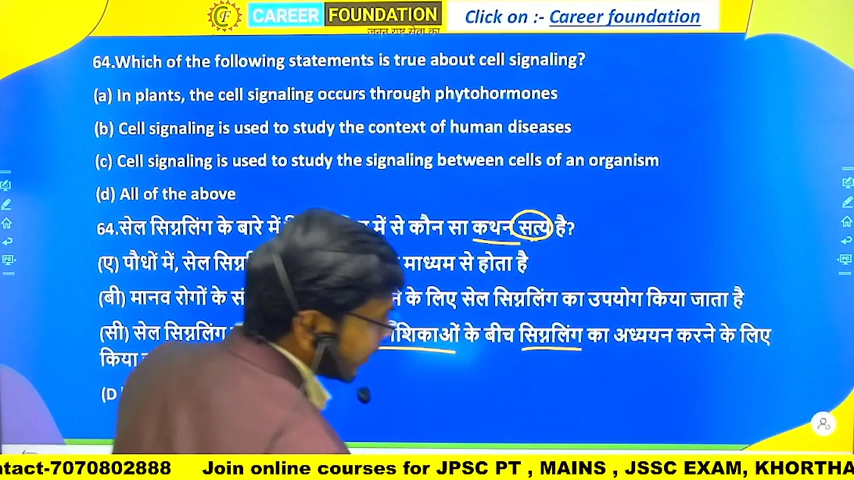 CF CAREER FOUNDATION
Click on :- Career foundation
64.Which of the following statements is true about cell signaling?
(a) In plants, the cell signaling occurs through phytohormones
(b) Cell signaling is used to study the context of human diseases
(c) Cell signaling is used to study the signaling between cells of an organism
(d) All of the above
64.सेल सिग्नलिंग के बारे में में से कौन सा कथन सत्य है?
(ए) पौधों में, सेल माध्यम से होता है
(बी) मानव रोगों के के लिए सेल सिग्नलिंग का उपयोग किया जाता है
(सी) सेल सिग्नलिंग के बीच सिग्नलिंग का अध्ययन करने के लिए
किया
(D
ntact-7070802888 Join online courses for JPSC PT , MAINS , JSSC EXAM, KHORTHA